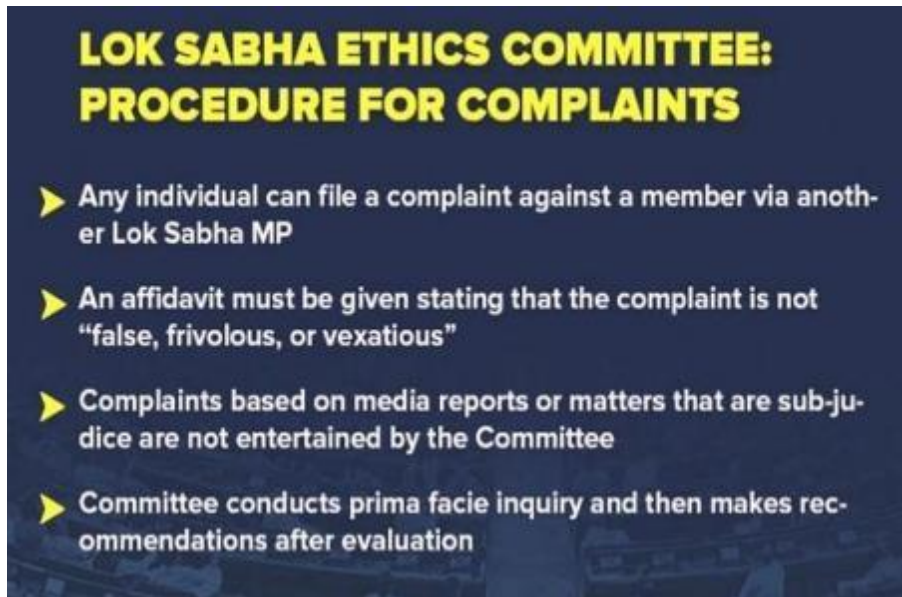 LOK SABHA ETHICS COMMITTEE:
PROCEDURE FOR COMPLAINTS
Any individual can file a complaint against a member via anoth-
er Lok Sabha MP
An affidavit must be given stating that the complaint is not
“false, frivolous, or vexatious”
Complaints based on media reports or matters that are sub-ju-
dice are not entertained by the Committee
Committee conducts prima facie inquiry and then makes rec-
ommendations after evaluation